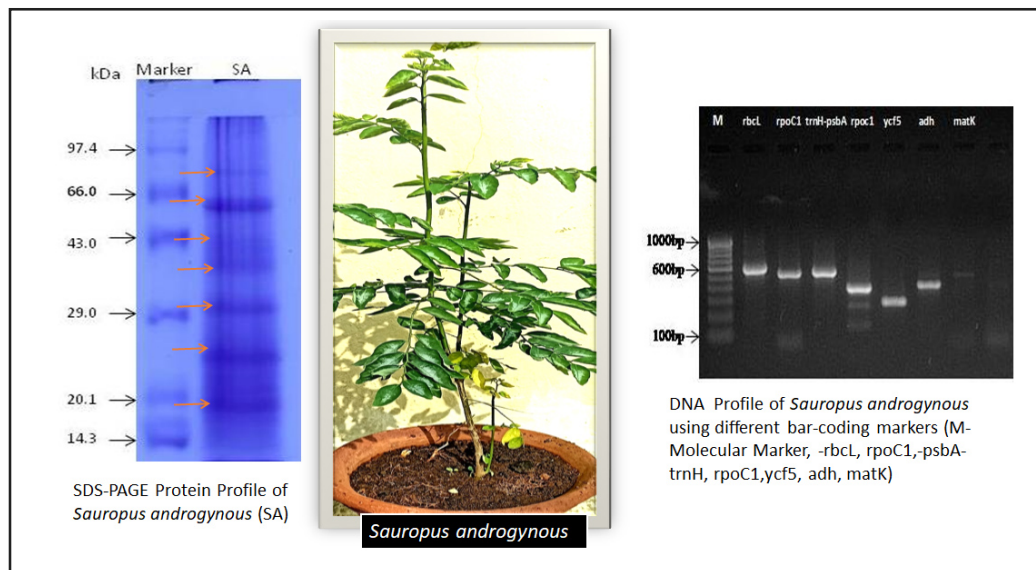 kDa Marker SA
97.4
66.0
43.0
29.0
20.1
14.3
SDS-PAGE Protein Profile of
Sauropus androgynous (SA)
Sauropus androgynous
M rbcL rpoC1 trnH-psbA rpoc1 ycf5 adh matK
1000bp
600bp
100bp
DNA Profile of Sauropus androgynous
using different bar-coding markers (M-
Molecular Marker, -rbcL, rpoC1,-psbA-
trnH, rpoC1,ycf5, adh, matK)